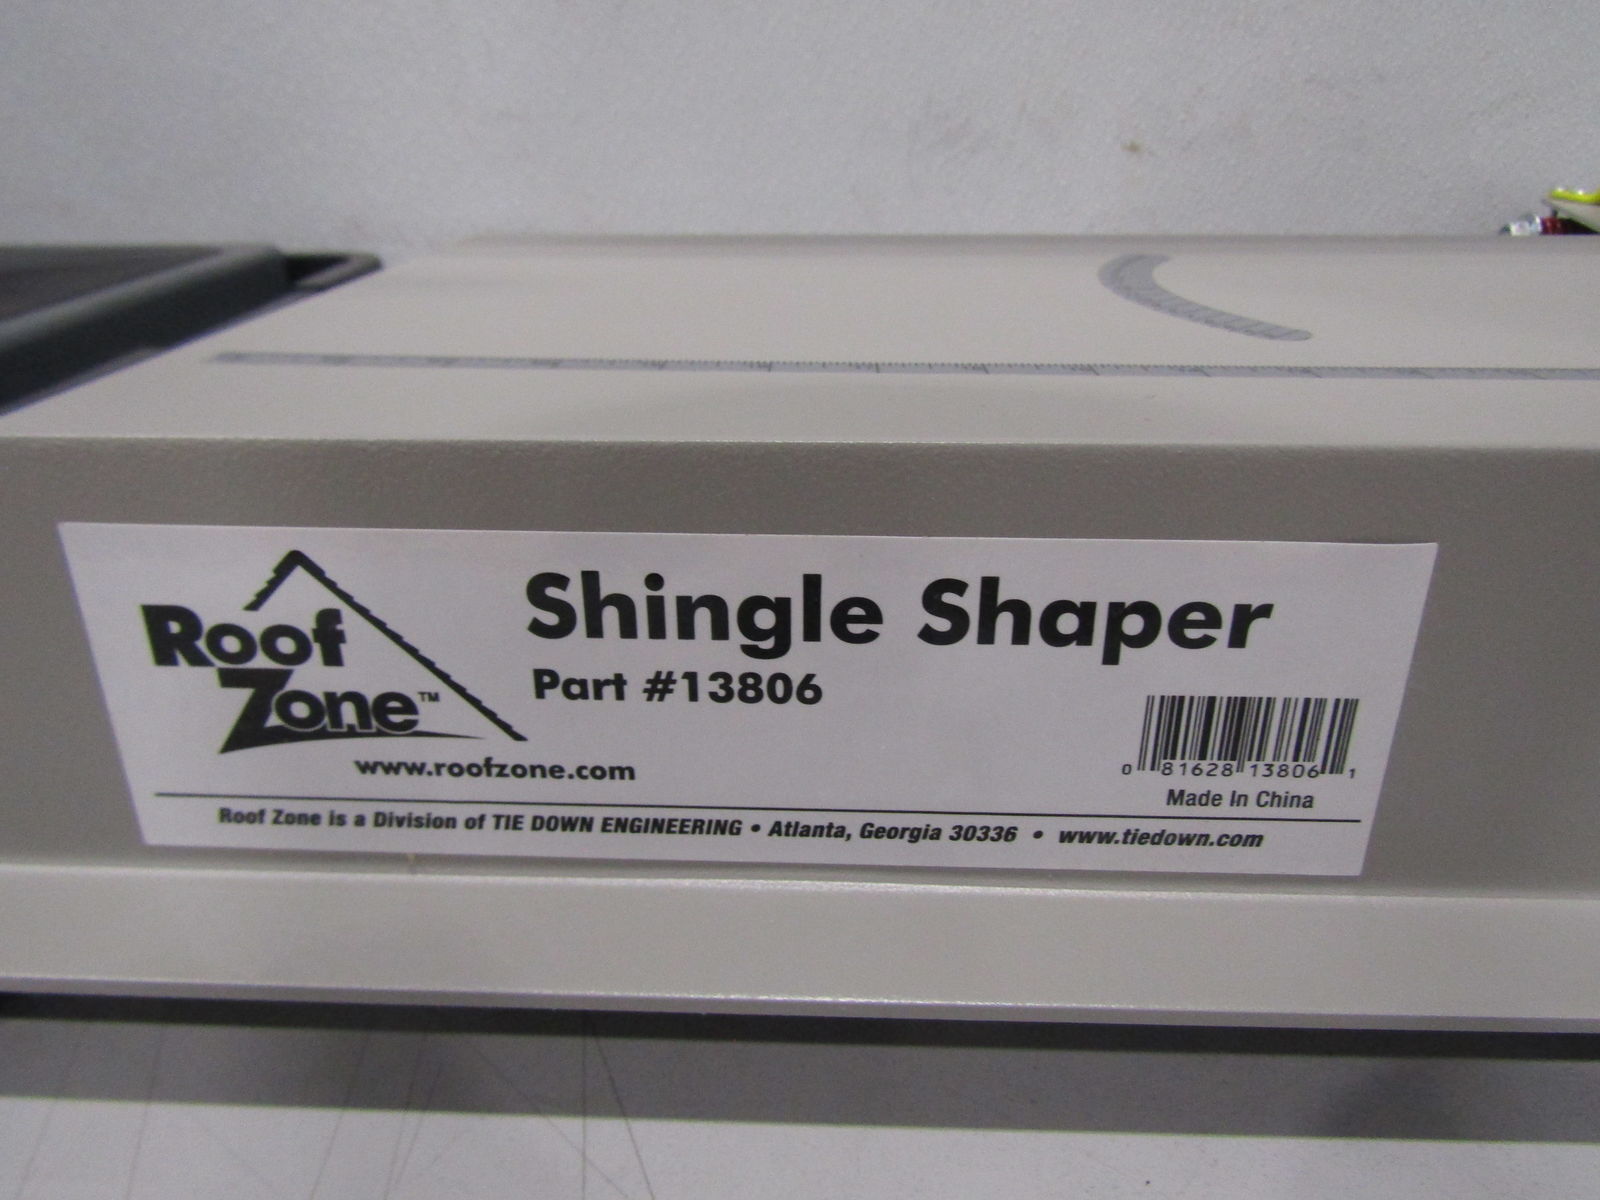 Roof
Zone™
www.roofzone.com
Shingle Shaper
Part #13806
0 81628 13806 1
Made In China
Roof Zone is a Division of TIE DOWN ENGINEERING • Atlanta, Georgia 30336 • www.tiedown.com